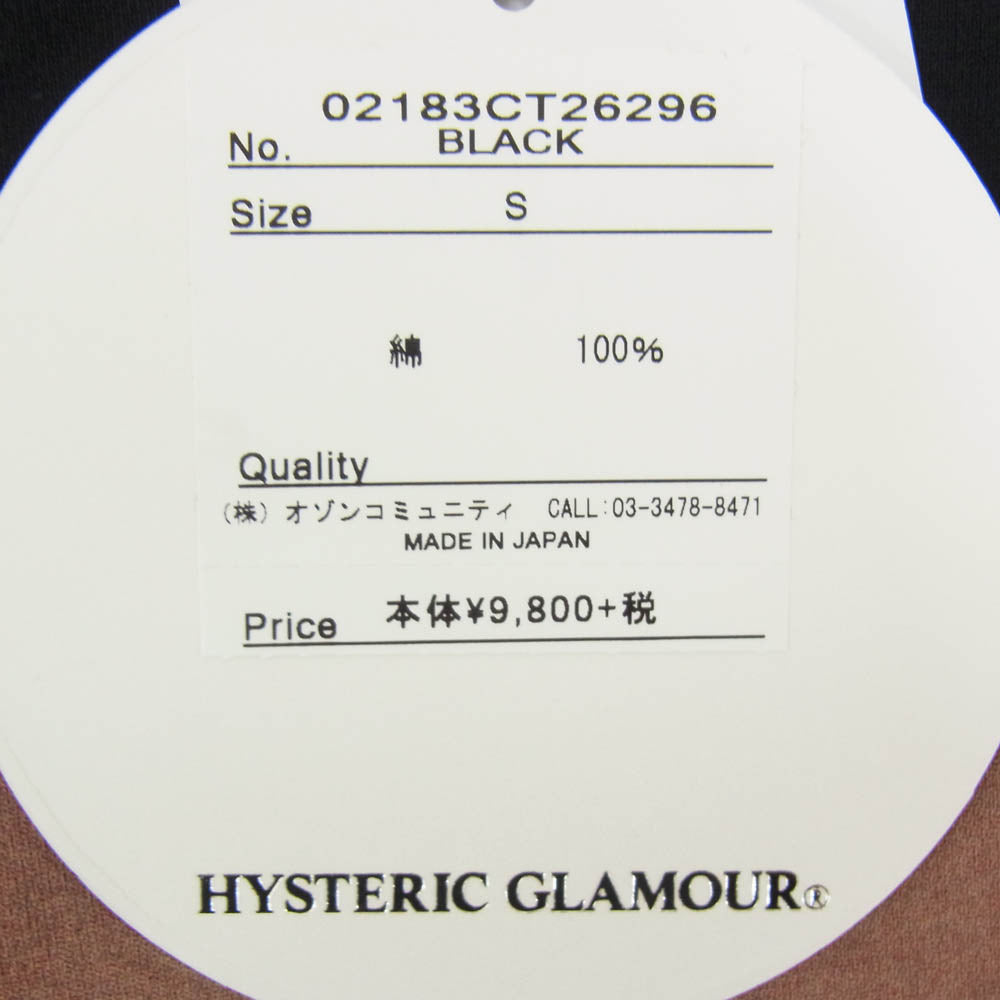 02183CT26296
No. BLACK
Size S
綿 100%
Quality
(株) オゾンコミュニティ CALL:03-3478-8471
MADE IN JAPAN
Price 本体¥9,800+税
HYSTERIC GLAMOUR®